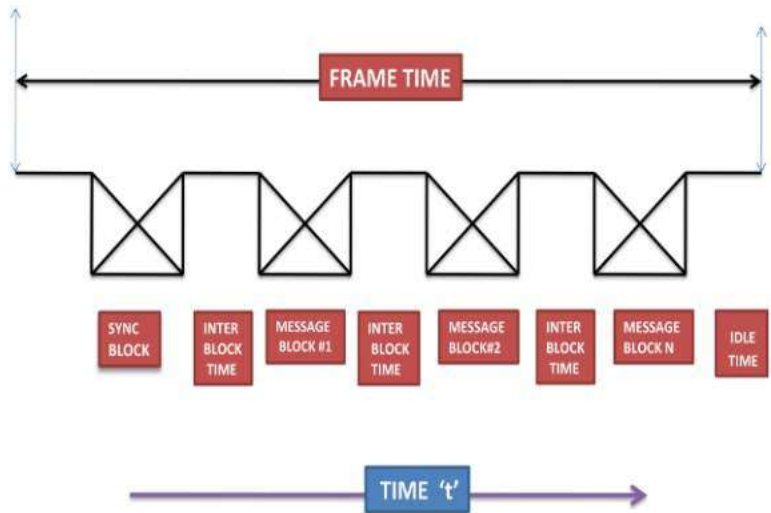 FRAME TIME
SYNC
BLOCK
INTER
BLOCK
TIME
MESSAGE
BLOCK #1
INTER
BLOCK
TIME
MESSAGE
BLOCK#2
INTER
BLOCK
TIME
MESSAGE
BLOCK N
IDLE
TIME
TIME ‘t’